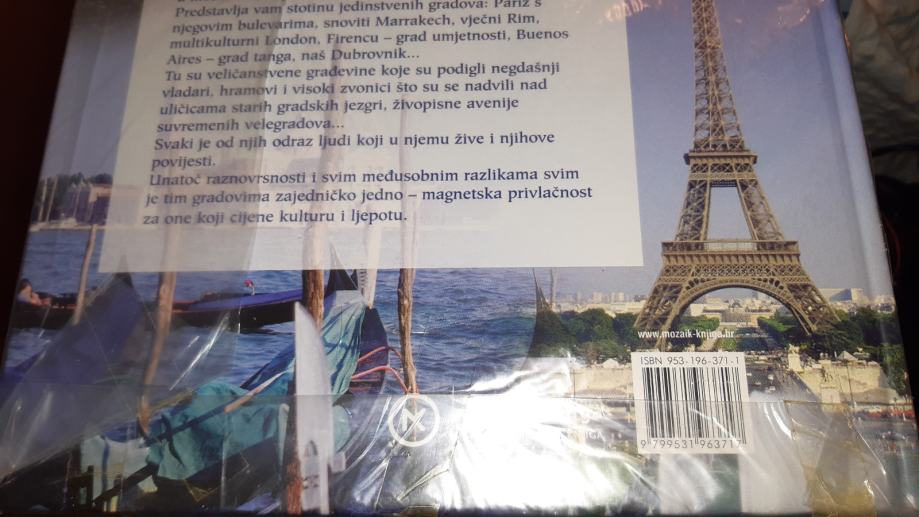 Predstavlja vam stotinu jedinstvenih gradova: Pariz s
njegovim bulevarima, snoviti Marrakech, vječni Rim,
multikulturni London, Firencu – grad umjetnosti, Buenos
Aires – grad tanga, naš Dubrovnik...
Tu su veličanstvene građevine koje su podigli negdašnji
vladari, hramovi i visoki zvonici što su se nadvili nad
uličicama starih gradskih jezgri, živopisne avenije
suvremenih velegradova...
Svaki je od njih odraz ljudi koji u njemu žive i njihove
povijesti.
Unatoč raznovrsnosti i svim međusobnim razlikama svim
je tim gradovima zajedničko jedno – magnetska privlačnost
za one koji cijene kulturu i ljepotu.
www.mozaik-knjiga.hr
ISBN 953-196-371-1
9 799531 963717